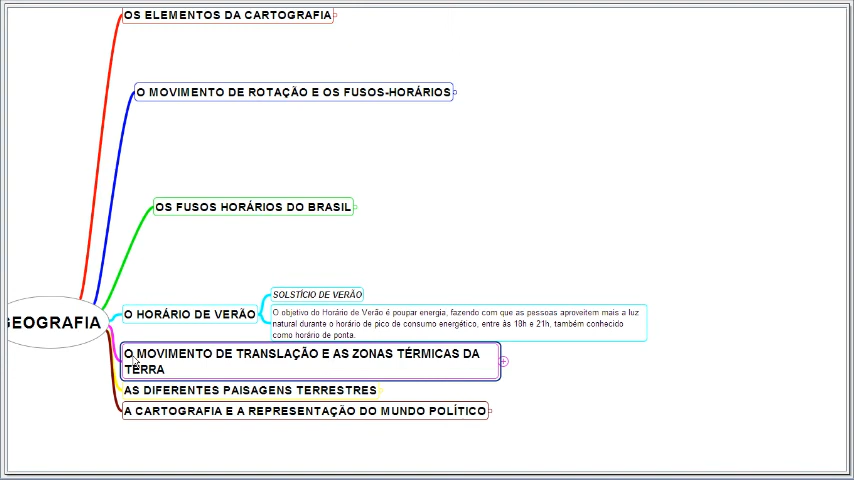 OS ELEMENTOS DA CARTOGRAFIA
O MOVIMENTO DE ROTAÇÃO E OS FUSOS-HORÁRIOS
OS FUSOS HORÁRIOS DO BRASIL
GEOGRAFIA
O HORÁRIO DE VERÃO
SOLSTÍCIO DE VERÃO
O objetivo do Horário de Verão é poupar energia, fazendo com que as pessoas aproveitem mais a luz
natural durante o horário de pico de consumo energético, entre às 18h e 21h, também conhecido
como horário de ponta.
O MOVIMENTO DE TRANSLAÇÃO E AS ZONAS TÉRMICAS DA
TERRA
AS DIFERENTES PAISAGENS TERRESTRES
A CARTOGRAFIA E A REPRESENTAÇÃO DO MUNDO POLÍTICO